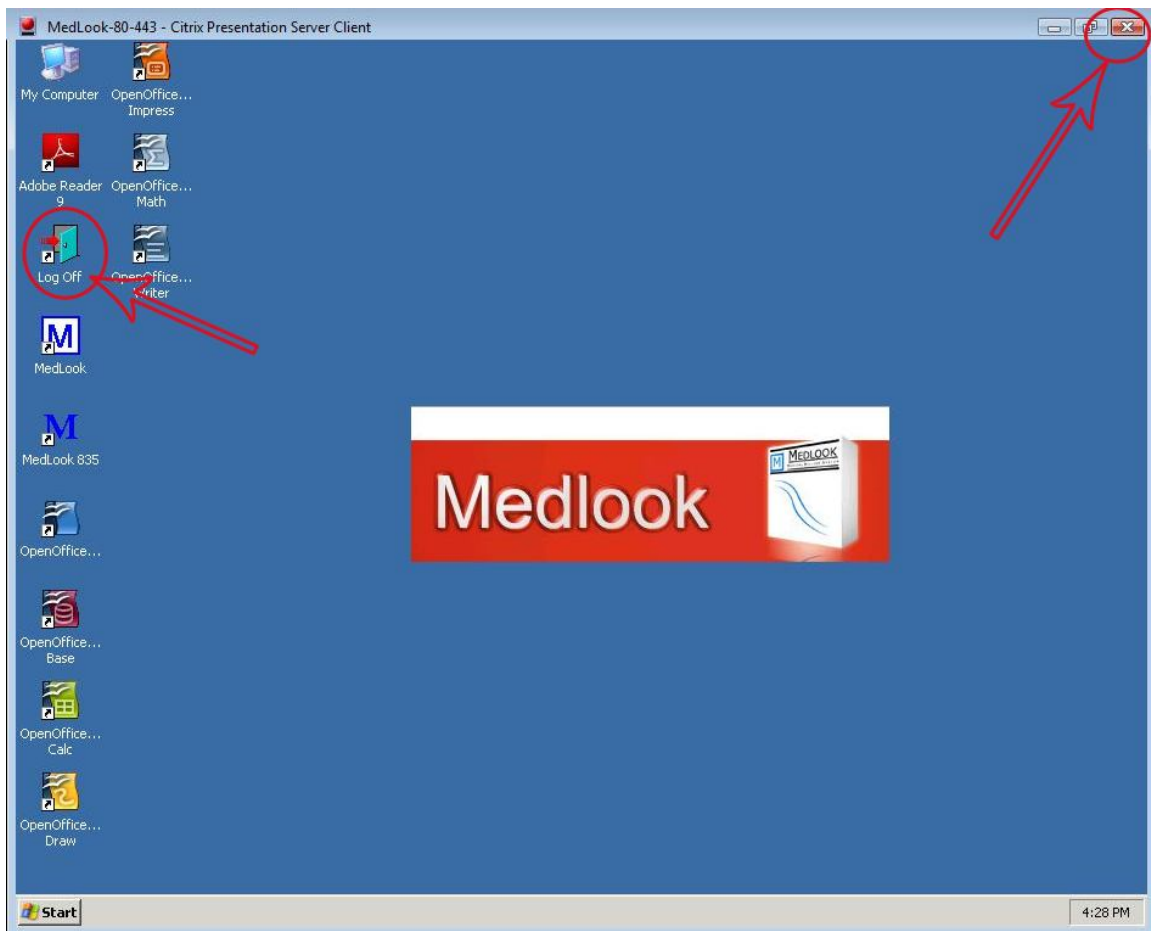 MedLook-80-443 - Citrix Presentation Server Client
My Computer
OpenOffice...
Impress
Adobe Reader
9
OpenOffice...
Math
Log Off
OpenOffice...
Writer
MedLook
MedLook 835
OpenOffice...
OpenOffice...
Base
OpenOffice...
Calc
OpenOffice...
Draw
Medlook
M MEDLOOK
Start
4:28 PM